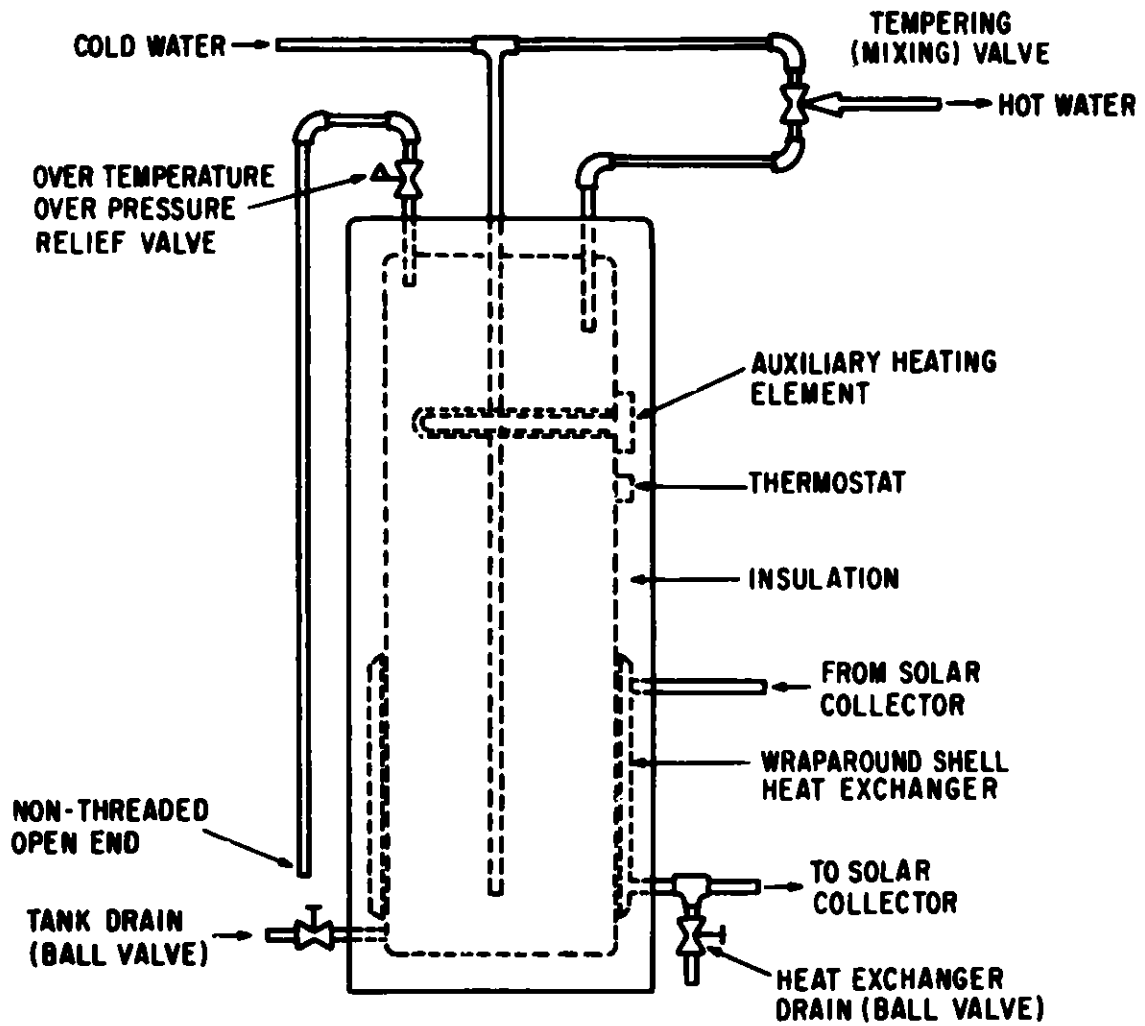 COLD WATER
TEMPERING
(MIXING) VALVE
HOT WATER
OVER TEMPERATURE
OVER PRESSURE
RELIEF VALVE
AUXILIARY HEATING
ELEMENT
THERMOSTAT
INSULATION
FROM SOLAR
COLLECTOR
WRAPAROUND SHELL
HEAT EXCHANGER
NON-THREADED
OPEN END
TO SOLAR
COLLECTOR
TANK DRAIN
(BALL VALVE)
HEAT EXCHANGER
DRAIN (BALL VALVE)